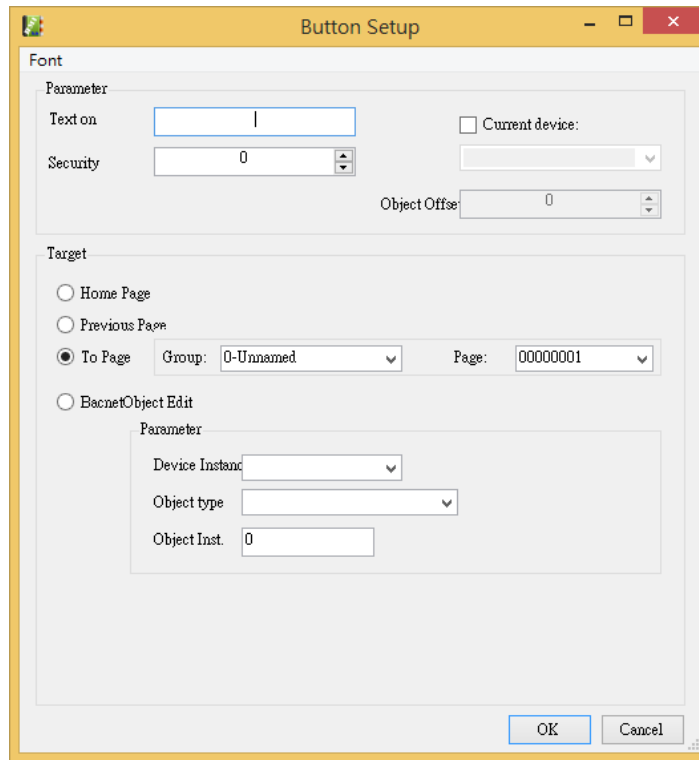 Button Setup
Font
Parameter
Text on
Current device:
Security 0
Object Offse 0
Target
Home Page
Previous Page
To Page Group: 0-Unnamed Page: 00000001
BacnetObject Edit
Parameter
Device Instanc
Object type
Object Inst. 0
OK Cancel